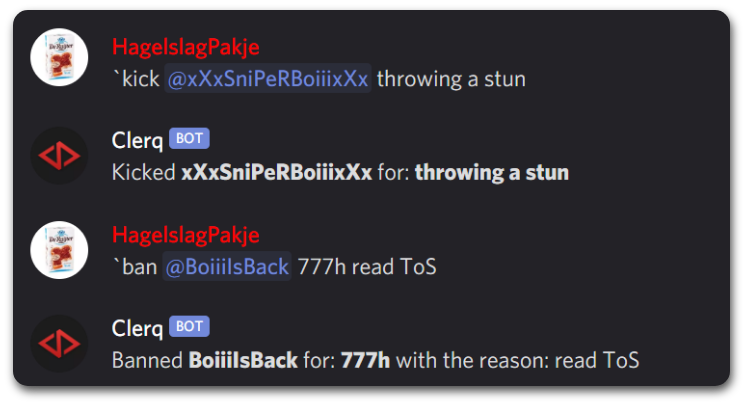 HagelslagPakje
`kick @xXxSniPeRBoiiixXx throwing a stun
Clerq BOT
Kicked xXxSniPeRBoiiixXx for: throwing a stun
HagelslagPakje
`ban @BoiiiIsBack 777h read ToS
Clerq BOT
Banned BoiiiIsBack for: 777h with the reason: read ToS